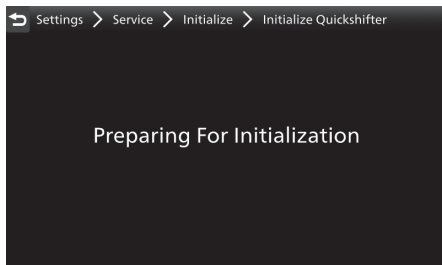 Settings > Service > Initialize > Initialize Quickshifter
Preparing For Initialization